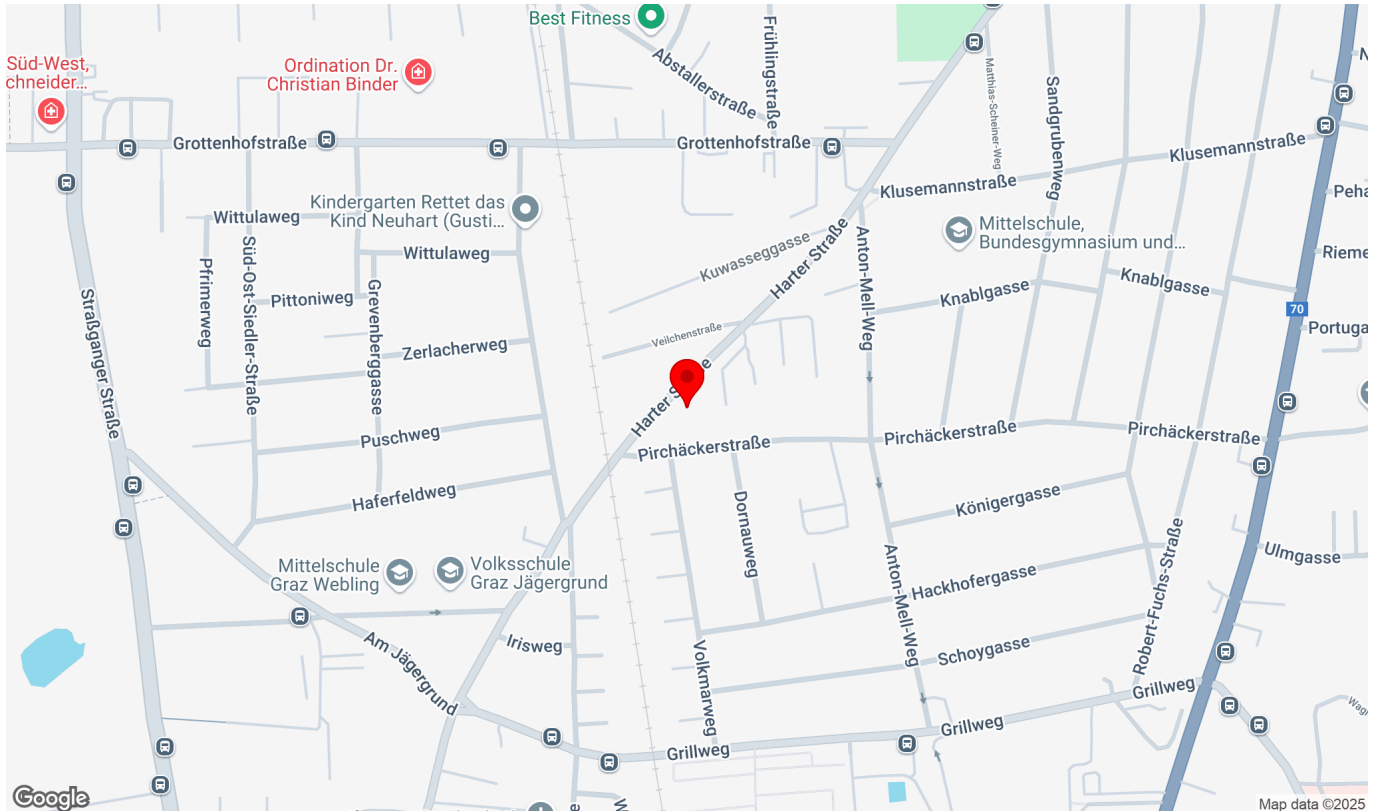 Best Fitness
Frühlingstraße
Abstallerstraße
Matthias-Scheiner-Weg
Sandgrubenweg
Süd-West,
chneider...
Ordination Dr.
Christian Binder
Grottenhofstraße
Grottenhofstraße
Klusemannstraße
Klusemannstraße
Peha
Kindergarten Rettet das
Kind Neuhart (Gusti...
Wittulaweg
Wittulaweg
Kuwasseggasse
Harter Straße
Anton-Mell-Weg
Mittelschule,
Bundesgymnasium und...
Rieme
Pfrimerweg
Süd-Ost-Siedler-Straße
Pittoniweg
Grevenberggasse
Knablgasse
Knablgasse
70
Portuga
Straßganger Straße
Zerlacherweg
Veilchenstraße
Harter S
e
Puschweg
Pirchäckerstraße
Pirchäckerstraße
Pirchäckerstraße
Haferfeldweg
Dornauweg
Königergasse
Ulmgasse
Mittelschule
Graz Webling
Volksschule
Graz Jägergrund
Anton-Mell-Weg
Hackhofergasse
Robert-Fuchs-Straße
Am Jägergrund
Irisweg
Volkmarweg
Schoygasse
Grillweg
Grillweg
Grillweg
Google
Map data ©2025